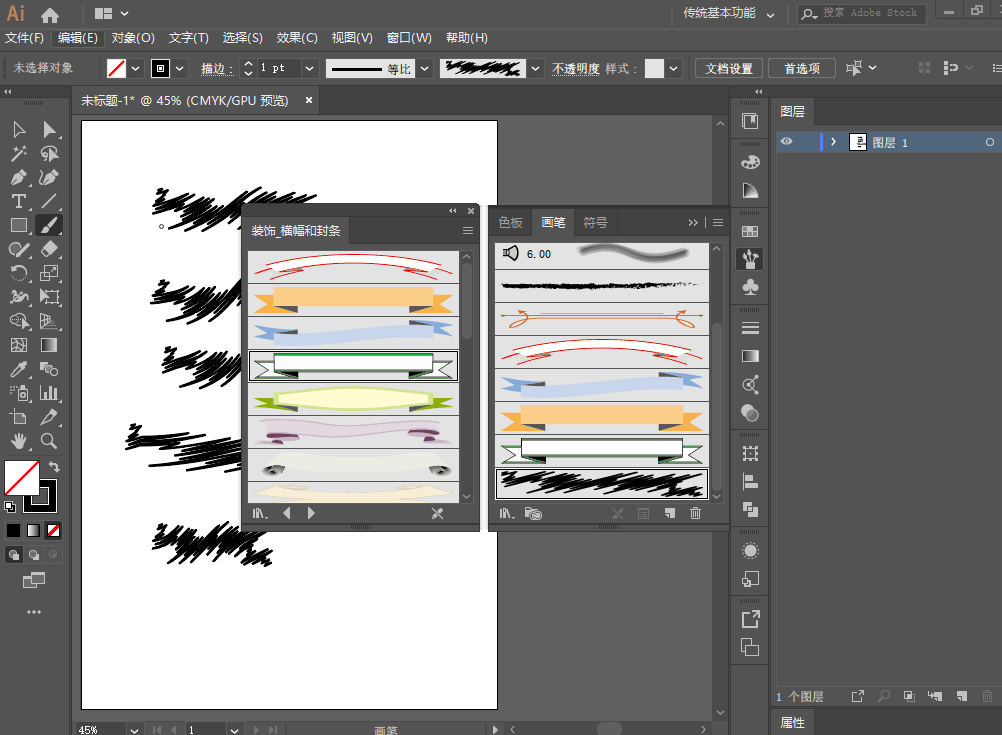 Ai
传统基本功能
搜索 Adobe Stock
文件(F) 编辑(E) 对象(O) 文字(T) 选择(S) 效果(C) 视图(V) 窗口(W) 帮助(H)
未选择对象 描边： 1 pt 等比 不透明度 样式： 文档设置 首选项
未标题-1* @ 45% (CMYK/GPU 预览) ×
图层
图层 1
装饰_横幅和封条
色板 画笔 符号
6.00
1 个图层
属性
45% 1 画笔